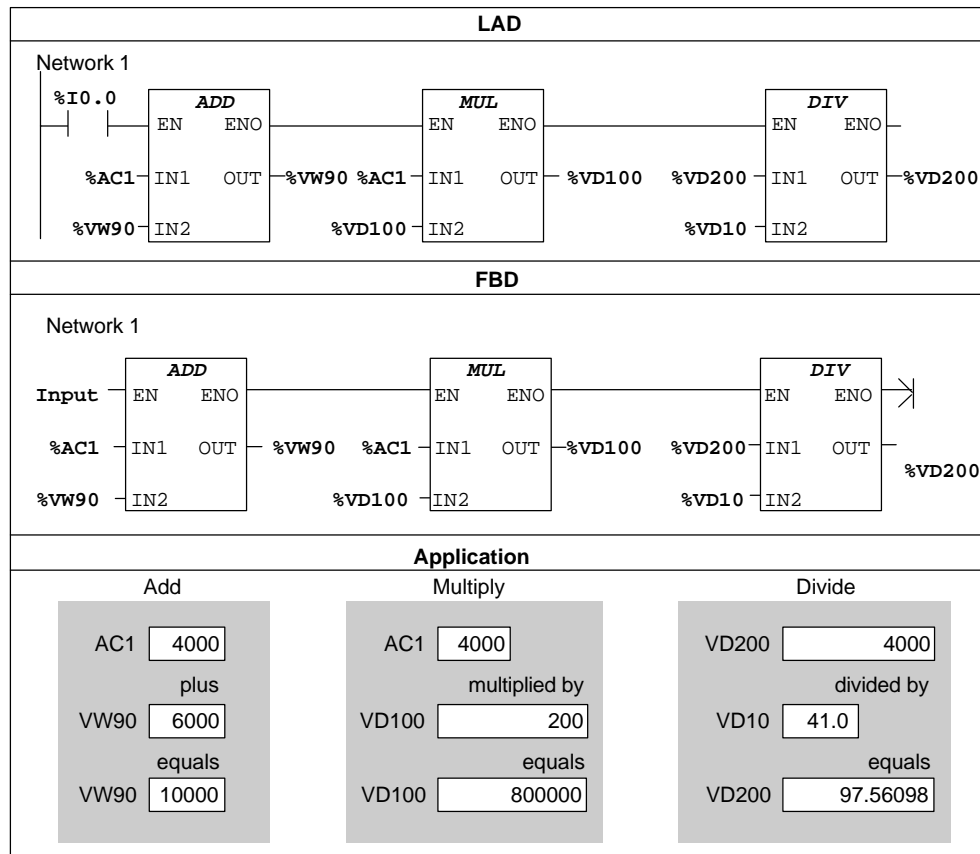 LAD
Network 1
%I0.0 ADD MUL DIV
EN ENO EN ENO EN ENO
%AC1 IN1 OUT %VW90 %AC1 IN1 OUT %VD100 %VD200 IN1 OUT %VD200
%VW90 IN2 %VD100 IN2 %VD10 IN2
FBD
Network 1
ADD MUL DIV
Input EN ENO EN ENO EN ENO
%AC1 IN1 OUT %VW90 %AC1 IN1 OUT %VD100 %VD200 IN1 OUT
%VD200
%VW90 IN2 %VD100 IN2 %VD10 IN2
Application
Add Multiply Divide
AC1 4000 AC1 4000 VD200 4000
plus multiplied by divided by
VW90 6000 VD100 200 VD10 41.0
equals equals equals
VW90 10000 VD100 800000 VD200 97.56098